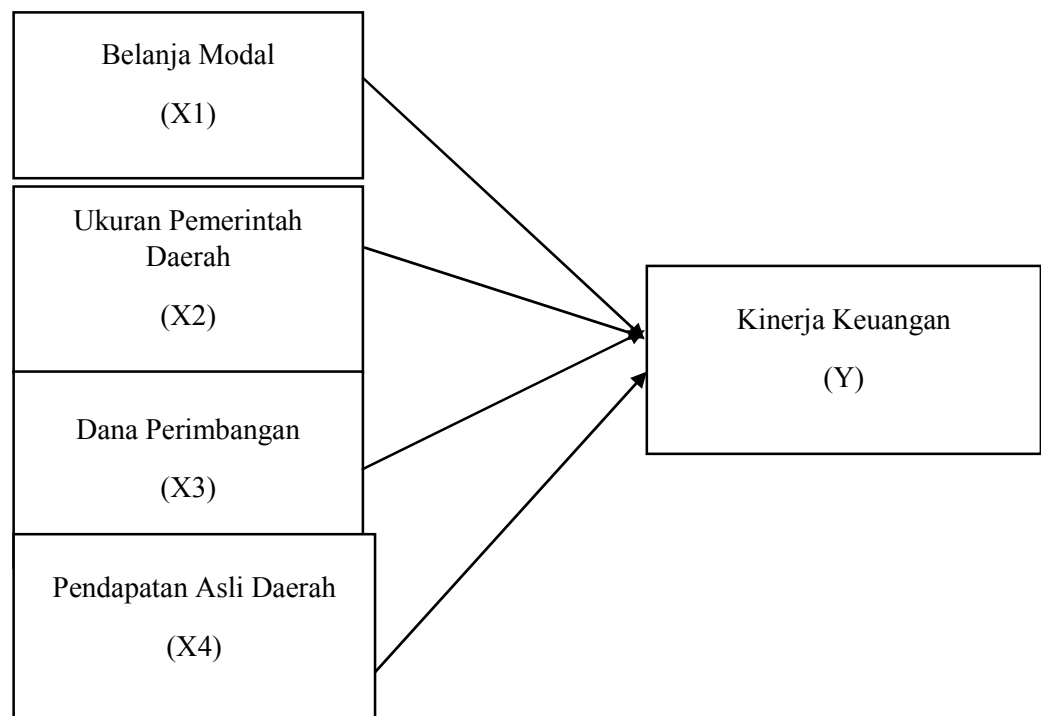 Belanja Modal
(X1)
Ukuran Pemerintah
Daerah
(X2)
Dana Perimbangan
(X3)
Pendapatan Asli Daerah
(X4)
Kinerja Keuangan
(Y)